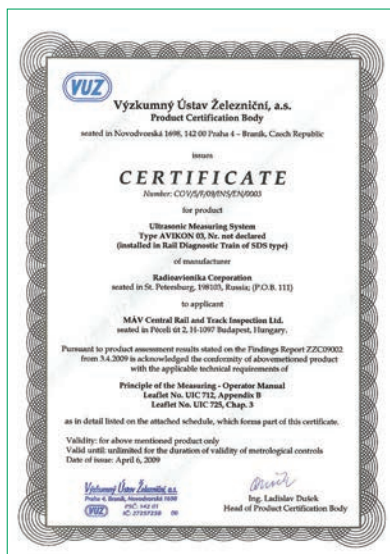 VUZ
Výzkumný Ústav Železniční, a.s.
Product Certification Body
seated in Novodvorská 1698, 142 00 Praha 4 – Braník, Czech Republic
issues
CERTIFICATE
Number: COV/5/F/09/INS/EN/0003
for product
Ultrasonic Measuring System
Type AVIKON 03, Nr. not declared
(installed in Rail Diagnostic Train of SDS type)
of manufacturer
Radioavionika Corporation
seated in St. Petersburg, 198103, Russia; (P.O.B. 111)
to applicant
MÁV Central Rail and Track Inspection Ltd.
seated in Péceli út 2, H-1097 Budapest, Hungary.
Pursuant to product assessment results stated on the Findings Report ZZC09002
from 3.4.2009 is acknowledged the conformity of abovementioned product
with the applicable technical requirements of
Principle of the Measuring - Operator Manual
Leaflet No. UIC 712, Appendix B
Leaflet No. UIC 725, Chap. 3
as in detail listed on the attached schedule, which forms part of this certificate.
Validity: for above mentioned product only
Valid until: unlimited for the duration of validity of metrological controls
Date of issue: April 6, 2009
Výzkumný Ústav Železniční, a.s.
Praha 4, Braník, Novodvorská 1698
VUZ PSČ: 142 01
IČ: 27257258 00
Ing. Ladislav Dušek
Head of Product Certification Body